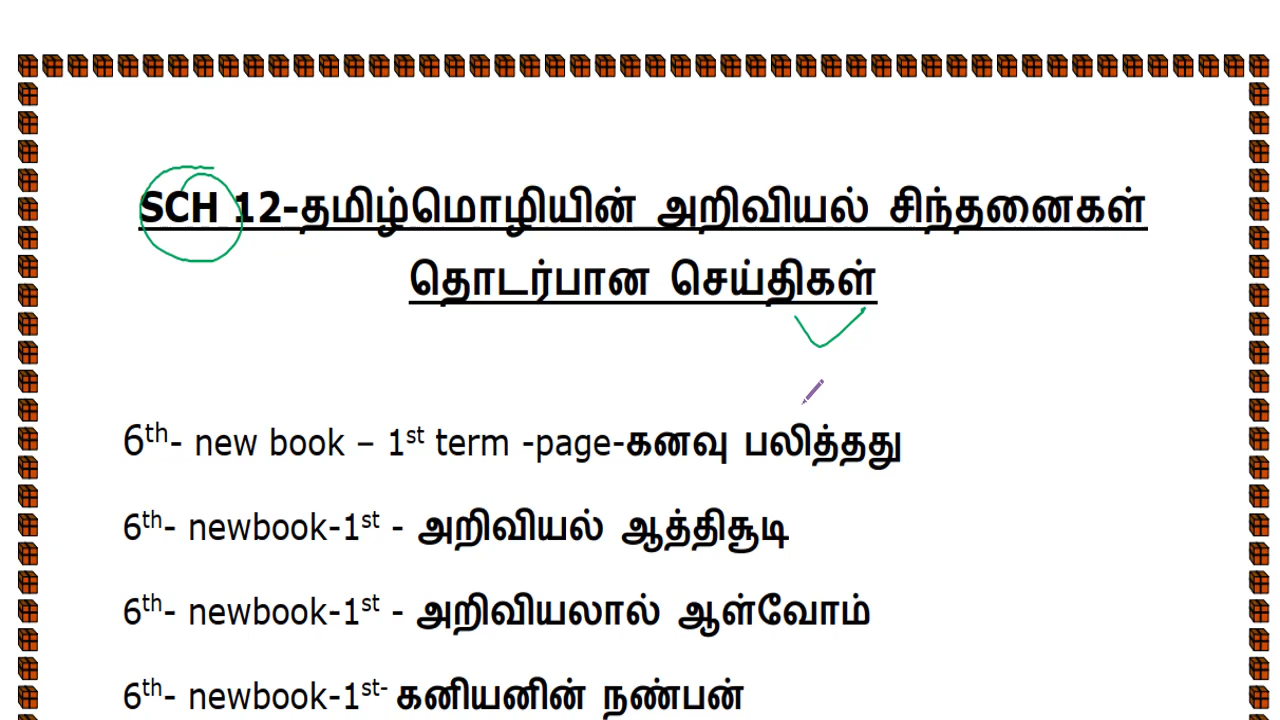 SCH 12-தமிழ்மொழியின் அறிவியல் சிந்தனைகள்
தொடர்பான செய்திகள்
6th- new book – 1st term -page-கனவு பலித்தது
6th- newbook-1st - அறிவியல் ஆத்திசூடி
6th- newbook-1st - அறிவியலால் ஆள்வோம்
6th- newbook-1st- கனியனின் நண்பன்